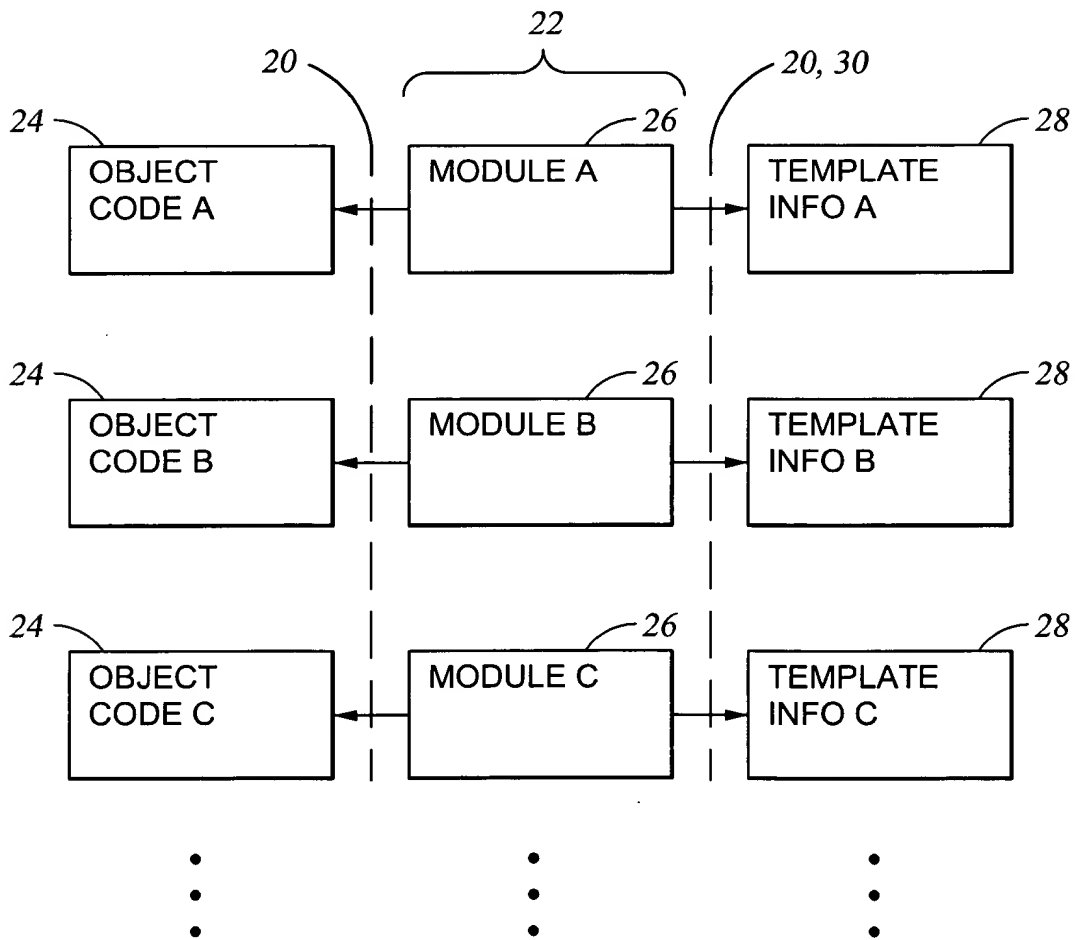 22
20
20, 30
24
26
28
OBJECT
CODE A
MODULE A
TEMPLATE
INFO A
24
26
28
OBJECT
CODE B
MODULE B
TEMPLATE
INFO B
24
26
28
OBJECT
CODE C
MODULE C
TEMPLATE
INFO C